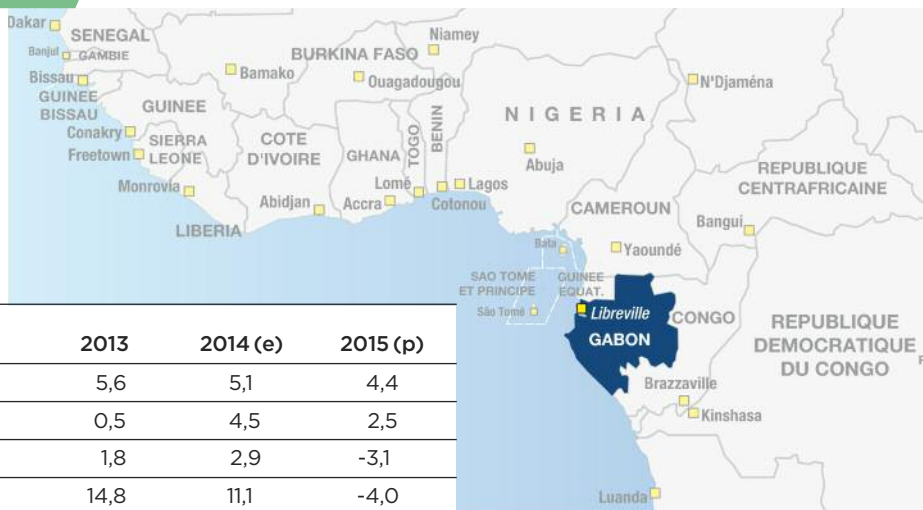 Dakar
SENEGAL
Niamey
Banjul
GAMBIE
BURKINA FASO
Bamako
N'Djaména
Bissau
Ouagadougou
GUINEE
BISSAU
GUINEE
NIGERIA
Conakry
SIERRA
LEONE
COTE
D'IVOIRE
GHANA
TOGO
BENIN
Freetown
Abuja
REPUBLIQUE
CENTRAFRICAINE
Monrovia
Abidjan
Accra
Lomé
Cotonou
Lagos
CAMEROUN
Bangui
LIBERIA
Bata
Yaoundé
SAO TOME
ET PRINCIPE
GUINEE
EQUAT.
São Tomé
Libreville
GABON
CONGO
REPUBLIQUE
DEMOCRATIQUE
DU CONGO
Brazzaville
Kinshasa
Luanda
2013 2014 (e) 2015 (p)
5,6 5,1 4,4
0,5 4,5 2,5
1,8 2,9 -3,1
14,8 11,1 -4,0